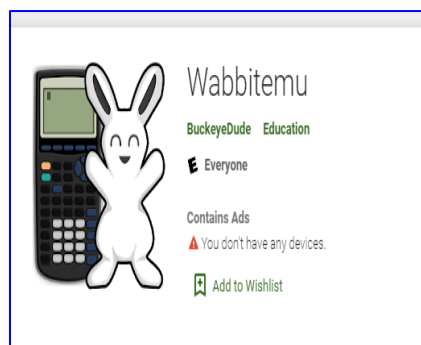 Wabbitemu
BuckeyeDude Education
E Everyone
Contains Ads
You don't have any devices.
Add to Wishlist